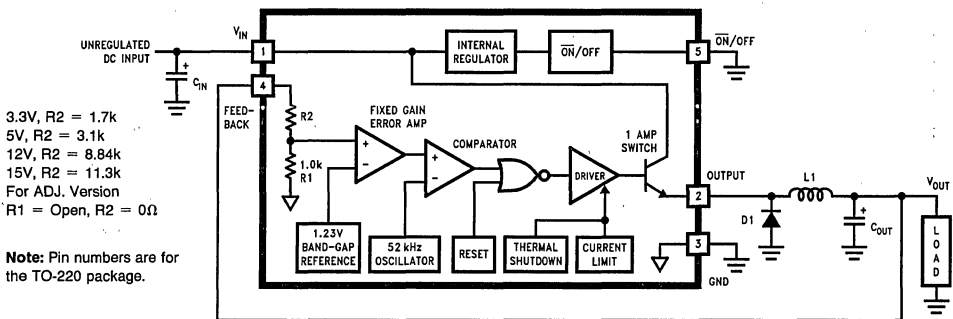 UNREGULATED
DC INPUT
+
CIN
VIN
1
4
FEED-
BACK
R2
1.0k
R1
INTERNAL
REGULATOR
ON/OFF
5
ON/OFF
3.3V, R2 = 1.7k
5V, R2 = 3.1k
12V, R2 = 8.84k
15V, R2 = 11.3k
For ADJ. Version
R1 = Open, R2 = 0Ω
Note: Pin numbers are for
the TO-220 package.
FIXED GAIN
ERROR AMP
+
−
COMPARATOR
+
−
DRIVER
1 AMP
SWITCH
1.23V
BAND-GAP
REFERENCE
52 kHz
OSCILLATOR
RESET
THERMAL
SHUTDOWN
CURRENT
LIMIT
OUTPUT
2
3
GND
D1
L1
+
COUT
VOUT
LOAD